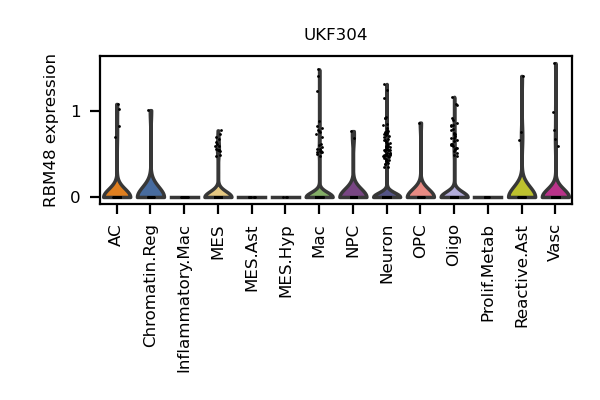 UKF304
RBM48 expression
1
0
AC
Chromatin.Reg
Inflammatory.Mac
MES
MES.Ast
MES.Hyp
Mac
NPC
Neuron
OPC
Oligo
Prolif.Metab
Reactive.Ast
Vasc